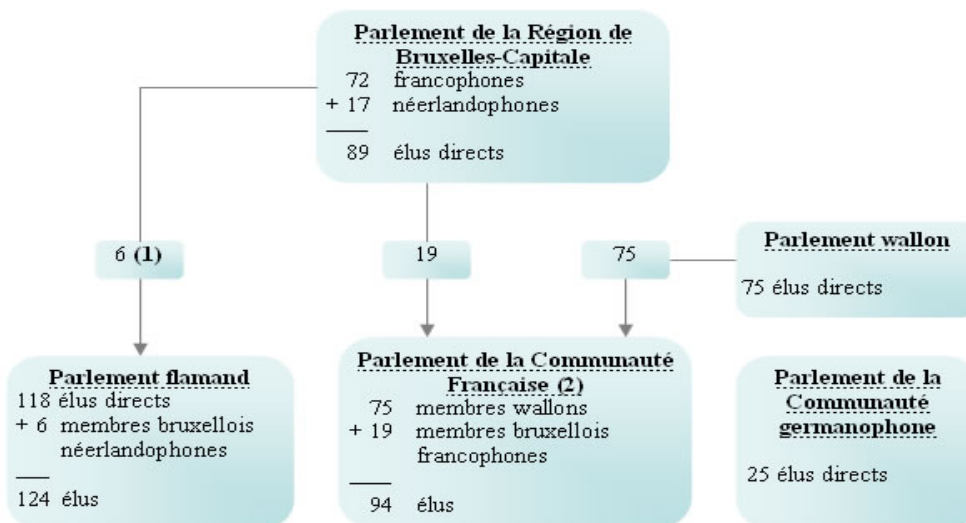 Parlement de la Région de
Bruxelles-Capitale
72 francophones
+ 17 néerlandophones
89 élus directs
6 (1)
19
75
Parlement wallon
75 élus directs
Parlement flamand
118 élus directs
+ 6 membres bruxellois
néerlandophones
124 élus
Parlement de la Communauté
Française (2)
75 membres wallons
+ 19 membres bruxellois
francophones
94 élus
Parlement de la
Communauté
germanophone
25 élus directs